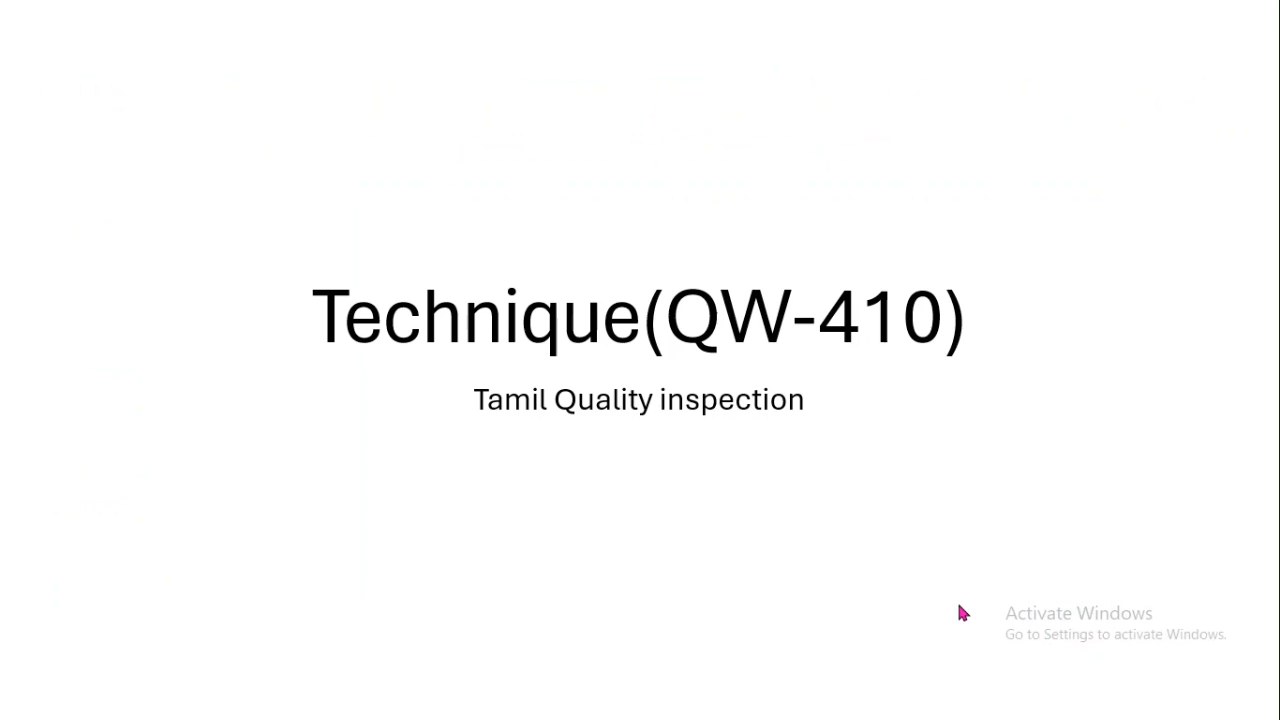 Technique(QW-410)
Tamil Quality inspection
Activate Windows
Go to Settings to activate Windows.